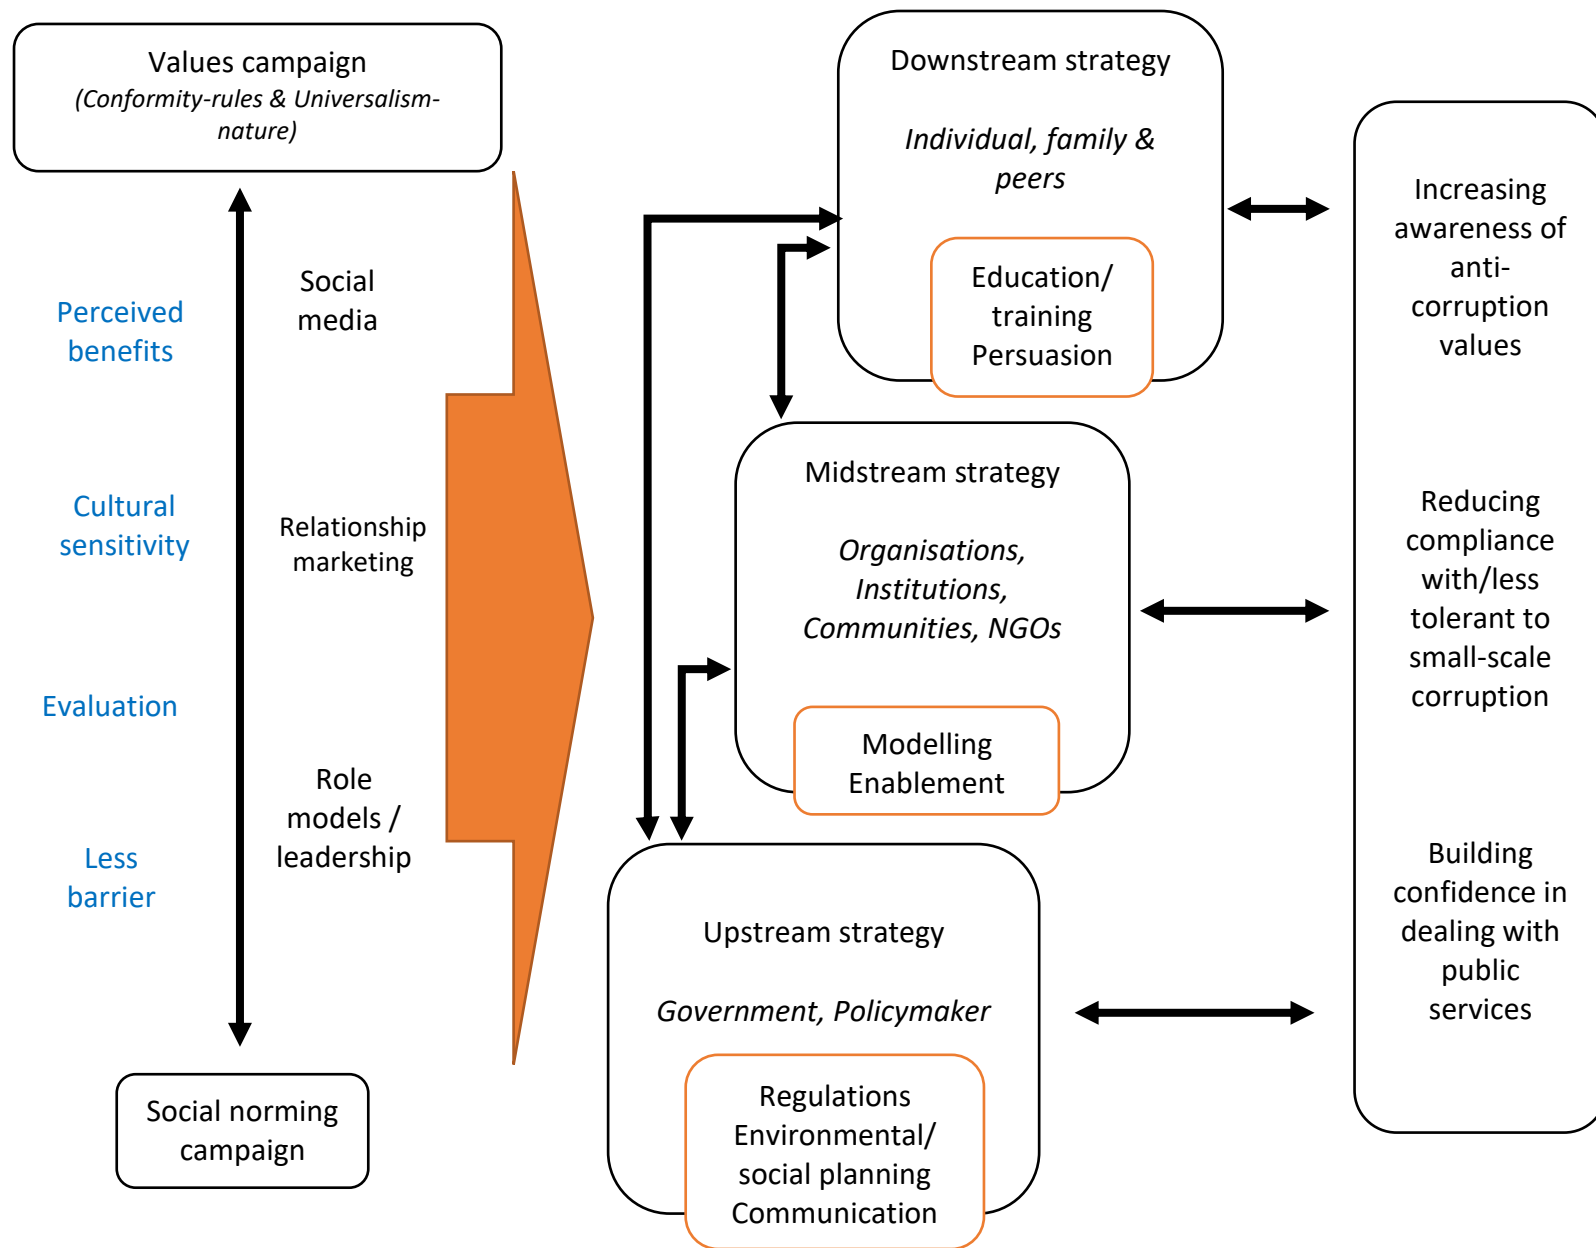 Values campaign
(Conformity-rules & Universalism-
nature)
Perceived
benefits
Cultural
sensitivity
Evaluation
Less
barrier
Social
media
Relationship
marketing
Role
models /
leadership
Social norming
campaign
Downstream strategy
Individual, family &
peers
Education/
training
Persuasion
Midstream strategy
Organisations,
Institutions,
Communities, NGOs
Modelling
Enablement
Upstream strategy
Government, Policymaker
Regulations
Environmental/
social planning
Communication
Increasing
awareness of
anti-
corruption
values
Reducing
compliance
with/less
tolerant to
small-scale
corruption
Building
confidence in
dealing with
public
services